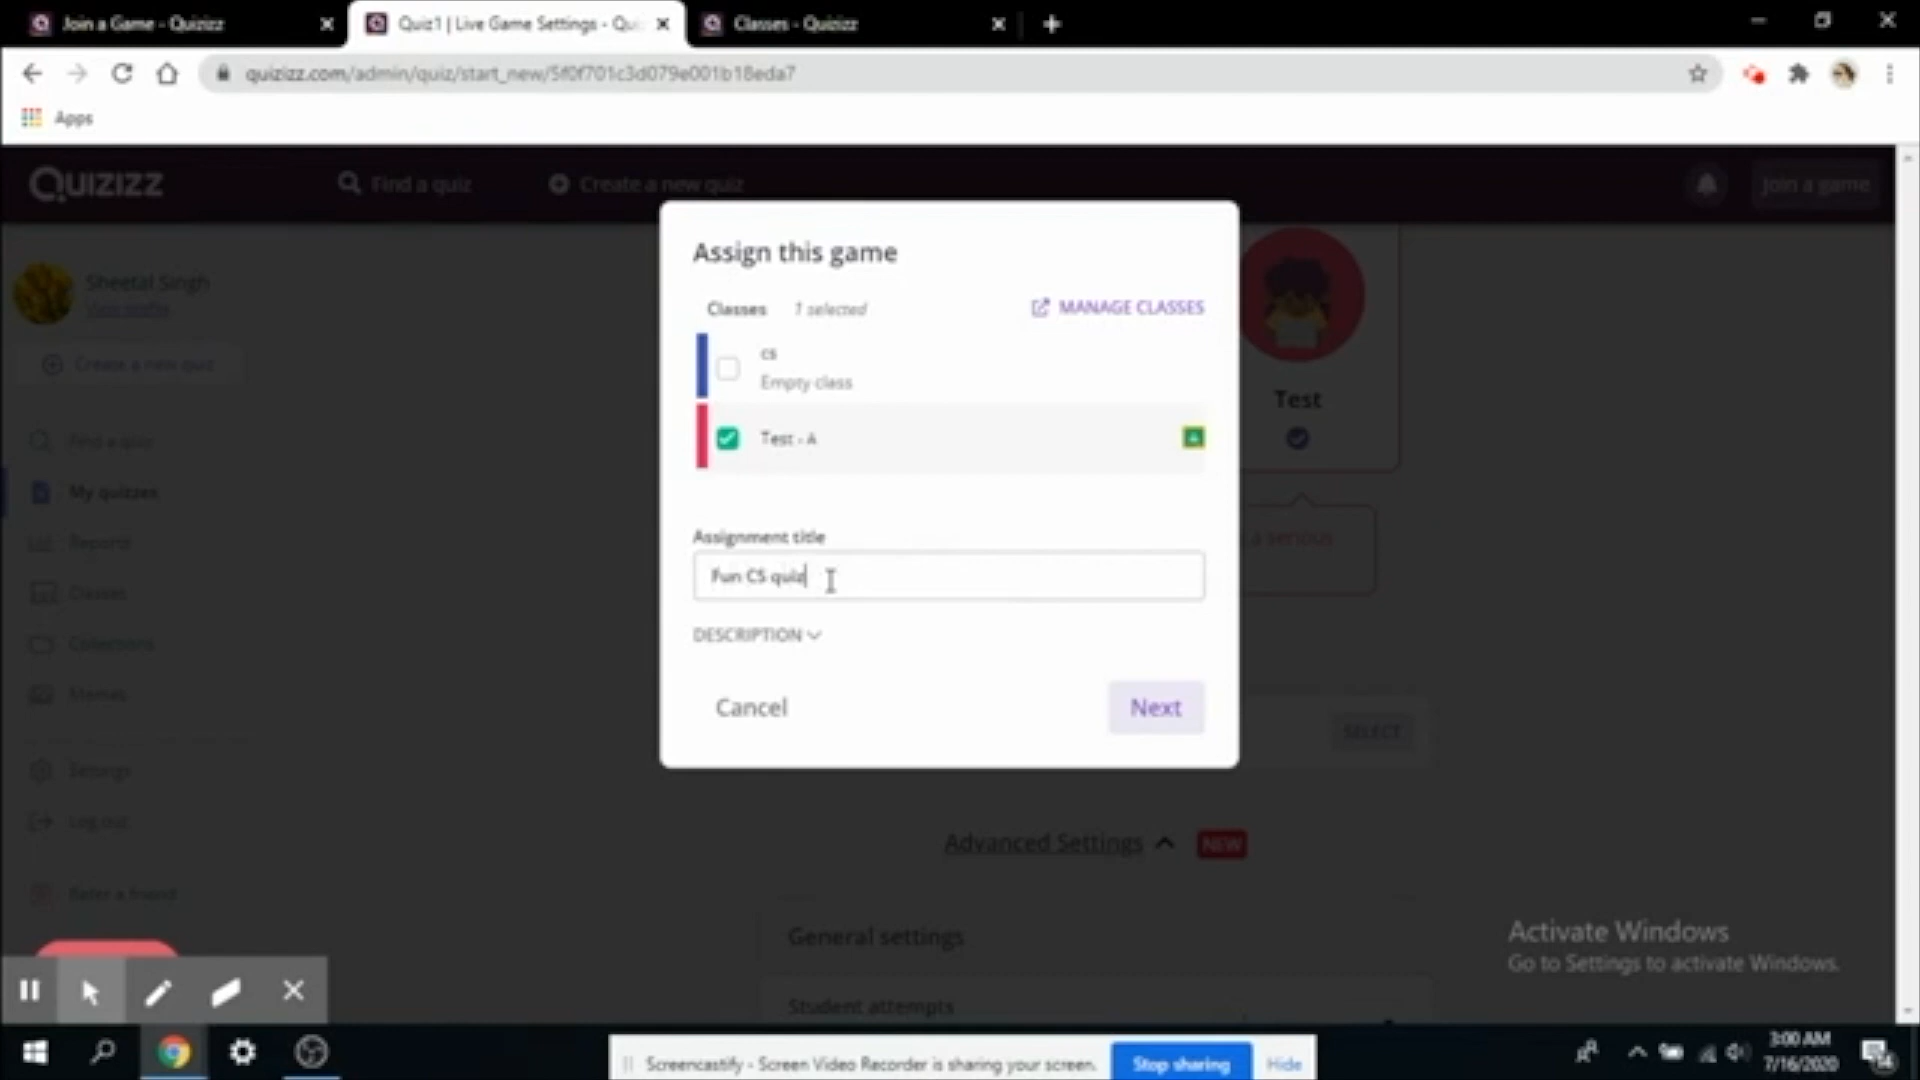 Join a Game - Quizizz
Quiz1 | Live Game Settings - Qui
Classes - Quizizz
quizizz.com/admin/quiz/start_new/5f0f701c3d079e001b18eda7
Apps
QUIZIZZ
Find a quiz
Create a new quiz
Join a game
Sheetal Singh
View profile
Create a new quiz
Find a quiz
My quizzes
Reports
Classes
Collections
Memes
Settings
Log out
Refer a friend
Assign this game
Classes 1 selected
MANAGE CLASSES
cs
Empty class
Test - A
Assignment title
Fun CS quiz
DESCRIPTION
Cancel
Next
Test
a serious
SELECT
Advanced Settings
NEW
General settings
Student attempts
Activate Windows
Go to Settings to activate Windows.
Screencastify - Screen Video Recorder is sharing your screen.
Stop sharing
Hide
3:00 AM
7/16/2020